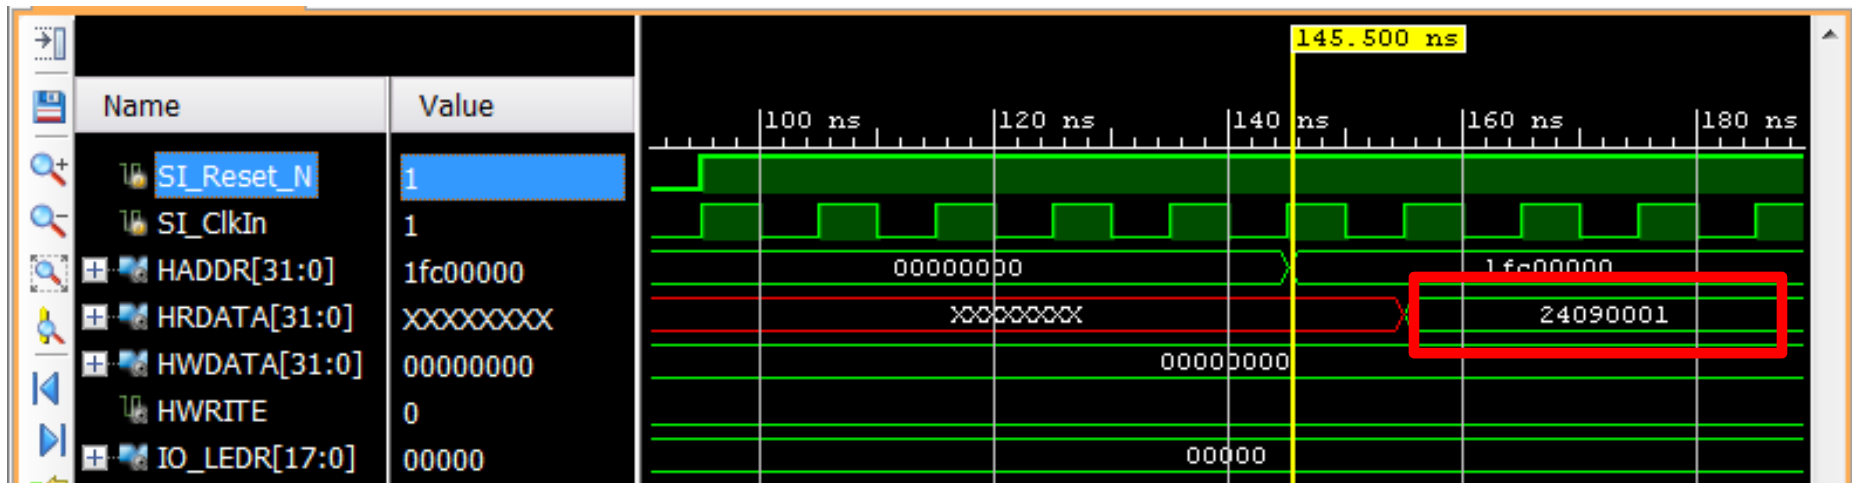 145.500 ns
Name Value
100 ns 120 ns 140 ns 160 ns 180 ns
SI_Reset_N 1
SI_ClkIn 1
HADDR[31:0] 1fc00000 00000000 1fc00000
HRDATA[31:0] XXXXXXXX XXXXXXXX 24090001
HWDATA[31:0] 00000000 00000000
HWRITE 0
IO_LEDR[17:0] 00000 00000